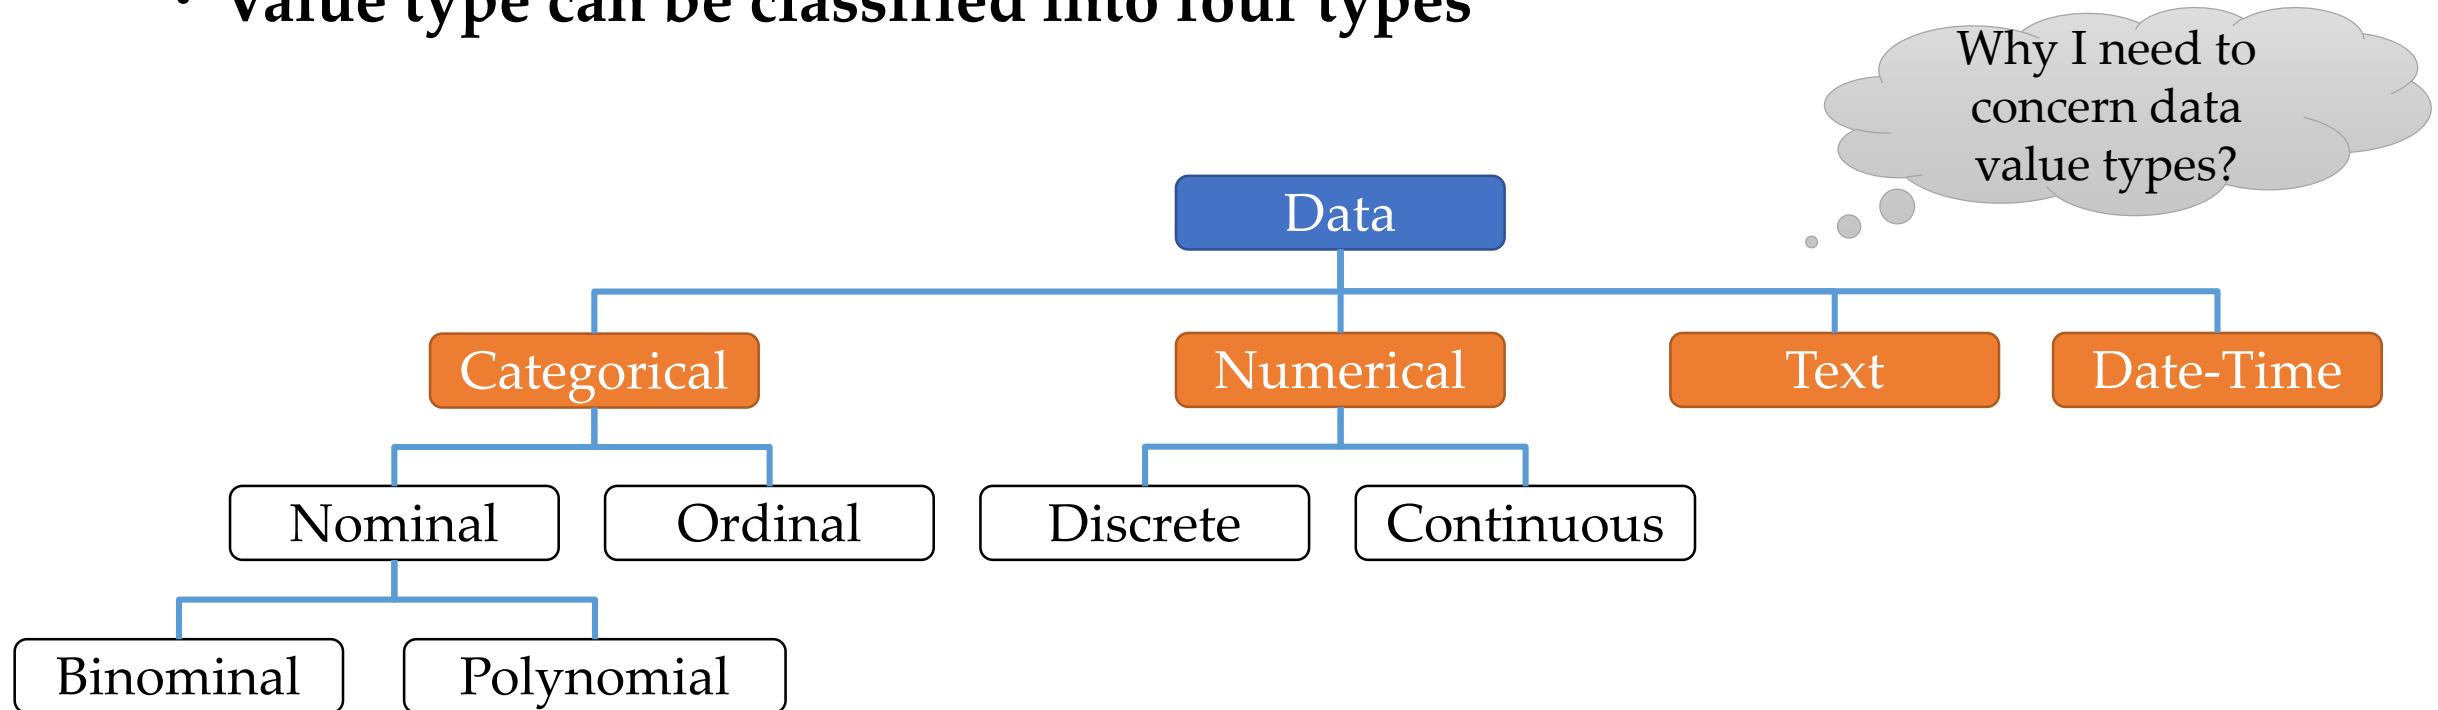 • Value type can be classified into four types
Why I need to
concern data
value types?
Data
Categorical
Numerical
Text
Date-Time
Nominal
Ordinal
Discrete
Continuous
Binominal
Polynomial